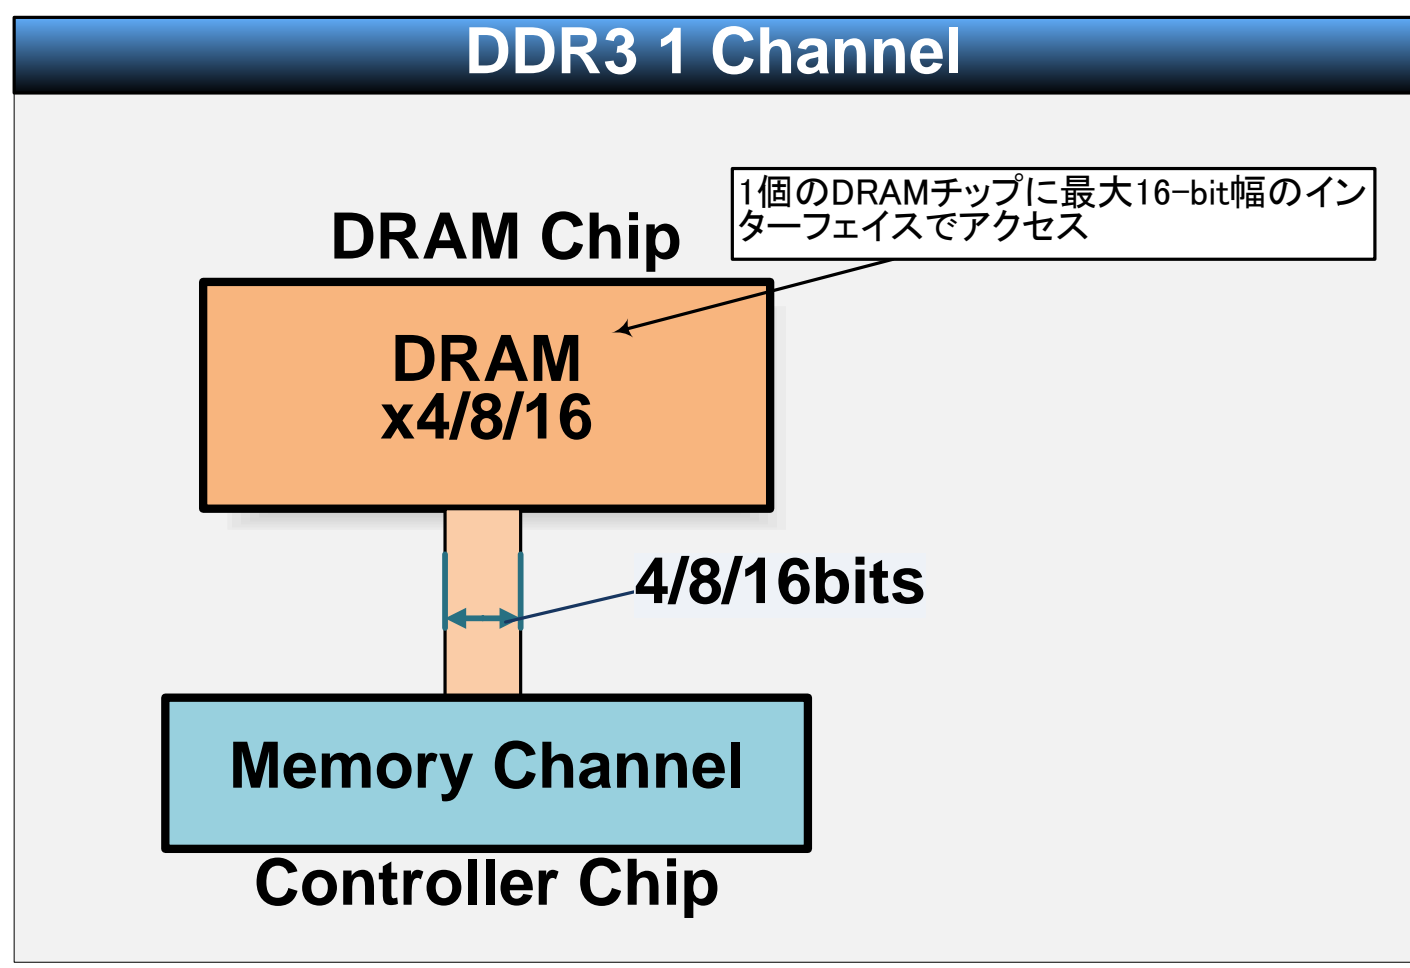 DDR3 1 Channel
1個のDRAMチップに最大16-bit幅のイン
ターフェイスでアクセス
DRAM Chip
DRAM
x4/8/16
4/8/16bits
Memory Channel
Controller Chip